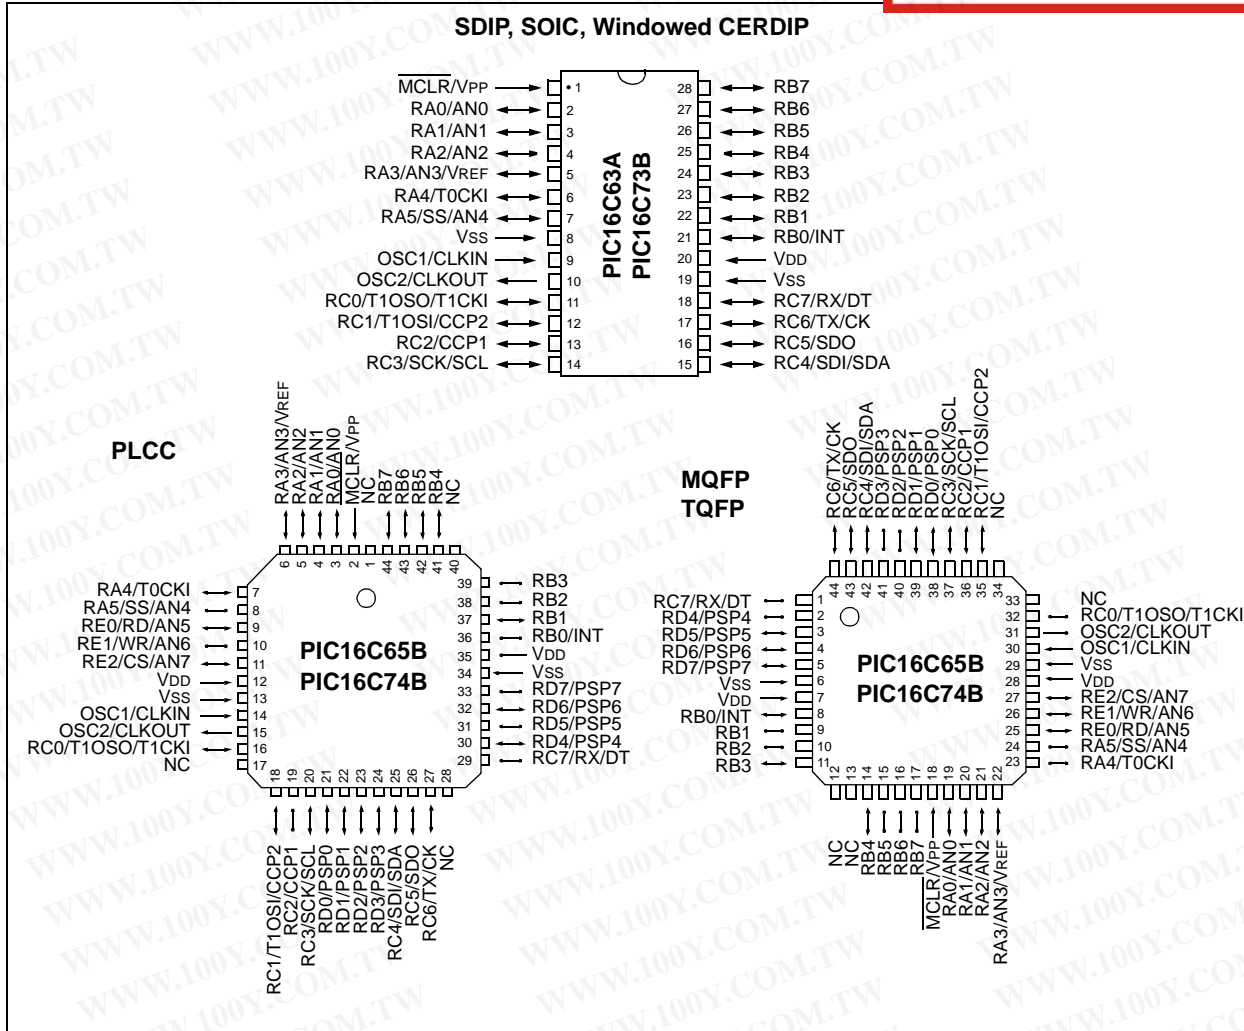 SDIP, SOIC, Windowed CERDIP
MCLR/VPP
RA0/AN0
RA1/AN1
RA2/AN2
RA3/AN3/VREF
RA4/T0CKI
RA5/SS/AN4
VSS
OSC1/CLKIN
OSC2/CLKOUT
RC0/T1OSO/T1CKI
RC1/T1OSI/CCP2
RC2/CCP1
RC3/SCK/SCL
• 1
2
3
4
5
6
7
8
9
10
11
12
13
14
PIC16C63A
PIC16C73B
28
27
26
25
24
23
22
21
20
19
18
17
16
15
RB7
RB6
RB5
RB4
RB3
RB2
RB1
RB0/INT
VDD
VSS
RC7/RX/DT
RC6/TX/CK
RC5/SDO
RC4/SDI/SDA
PLCC
RA3/AN3/VREF
RA2/AN2
RA1/AN1
RA0/AN0
MCLR/VPP
NC
RB7
RB6
RB5
RB4
NC
6
5
4
3
2
1
44
43
42
41
40
RA4/T0CKI
RA5/SS/AN4
RE0/RD/AN5
RE1/WR/AN6
RE2/CS/AN7
VDD
VSS
OSC1/CLKIN
OSC2/CLKOUT
RC0/T1OSO/T1CKI
NC
7
8
9
10
11
12
13
14
15
16
17
PIC16C65B
PIC16C74B
39
38
37
36
35
34
33
32
31
30
29
RB3
RB2
RB1
RB0/INT
VDD
VSS
RD7/PSP7
RD6/PSP6
RD5/PSP5
RD4/PSP4
RC7/RX/DT
18
19
20
21
22
23
24
25
26
27
28
RC1/T1OSI/CCP2
RC2/CCP1
RC3/SCK/SCL
RD0/PSP0
RD1/PSP1
RD2/PSP2
RD3/PSP3
RC4/SDI/SDA
RC5/SDO
RC6/TX/CK
NC
MQFP
TQFP
RC6/TX/CK
RC5/SDO
RC4/SDI/SDA
RD3/PSP3
RD2/PSP2
RD1/PSP1
RD0/PSP0
RC3/SCK/SCL
RC2/CCP1
RC1/T1OSI/CCP2
NC
44
43
42
41
40
39
38
37
36
35
34
RC7/RX/DT
RD4/PSP4
RD5/PSP5
RD6/PSP6
RD7/PSP7
VSS
VDD
RB0/INT
RB1
RB2
RB3
1
2
3
4
5
6
7
8
9
10
11
PIC16C65B
PIC16C74B
33
32
31
30
29
28
27
26
25
24
23
NC
RC0/T1OSO/T1CKI
OSC2/CLKOUT
OSC1/CLKIN
VSS
VDD
RE2/CS/AN7
RE1/WR/AN6
RE0/RD/AN5
RA5/SS/AN4
RA4/T0CKI
12
13
14
15
16
17
18
19
20
21
22
NC
NC
RB4
RB5
RB6
RB7
MCLR/VPP
RA0/AN0
RA1/AN1
RA2/AN2
RA3/AN3/VREF
WWW.100Y.COM.TW